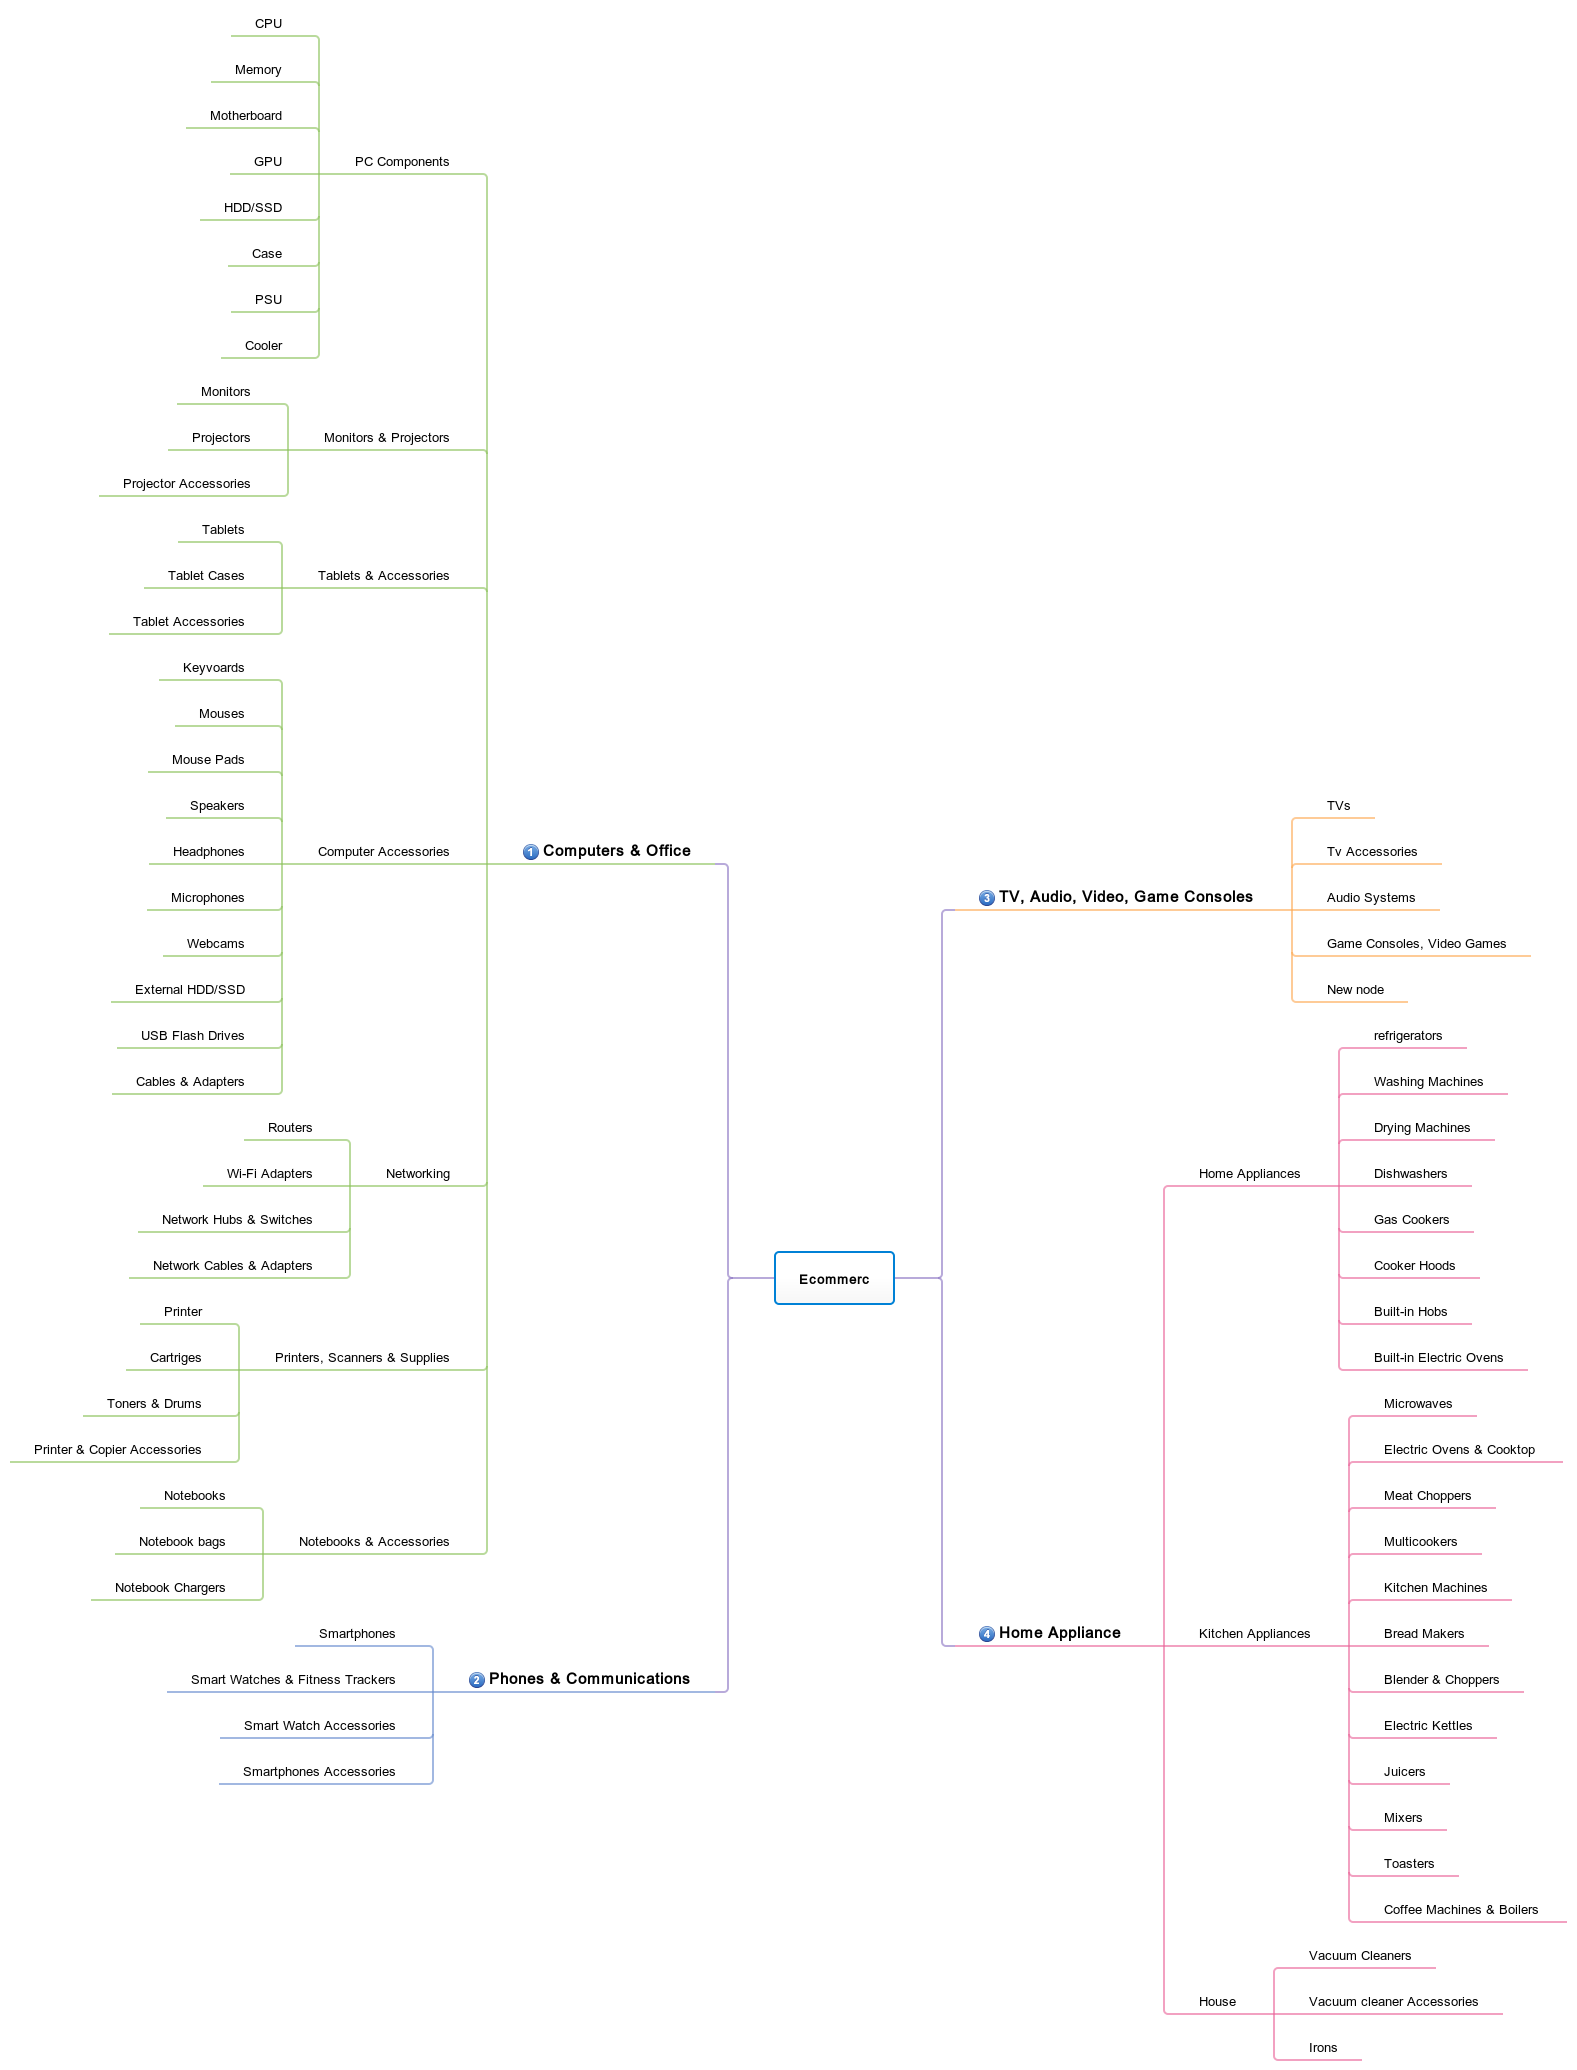 Ecommerc
1 Computers & Office
PC Components
CPU
Memory
Motherboard
GPU
HDD/SSD
Case
PSU
Cooler
Monitors & Projectors
Monitors
Projectors
Projector Accessories
Tablets & Accessories
Tablets
Tablet Cases
Tablet Accessories
Computer Accessories
Keyvoards
Mouses
Mouse Pads
Speakers
Headphones
Microphones
Webcams
External HDD/SSD
USB Flash Drives
Cables & Adapters
Networking
Routers
Wi-Fi Adapters
Network Hubs & Switches
Network Cables & Adapters
Printers, Scanners & Supplies
Printer
Cartriges
Toners & Drums
Printer & Copier Accessories
Notebooks & Accessories
Notebooks
Notebook bags
Notebook Chargers
2 Phones & Communications
Smartphones
Smart Watches & Fitness Trackers
Smart Watch Accessories
Smartphones Accessories
3 TV, Audio, Video, Game Consoles
TVs
Tv Accessories
Audio Systems
Game Consoles, Video Games
New node
4 Home Appliance
Home Appliances
refrigerators
Washing Machines
Drying Machines
Dishwashers
Gas Cookers
Cooker Hoods
Built-in Hobs
Built-in Electric Ovens
Kitchen Appliances
Microwaves
Electric Ovens & Cooktop
Meat Choppers
Multicookers
Kitchen Machines
Bread Makers
Blender & Choppers
Electric Kettles
Juicers
Mixers
Toasters
Coffee Machines & Boilers
House
Vacuum Cleaners
Vacuum cleaner Accessories
Irons